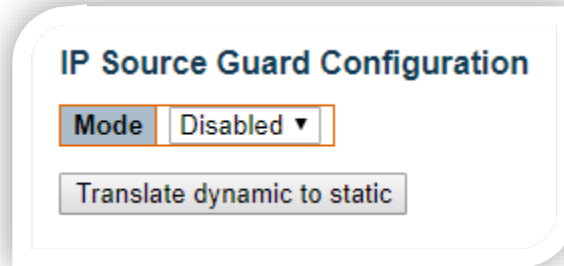 IP Source Guard Configuration
Mode Disabled
Translate dynamic to static